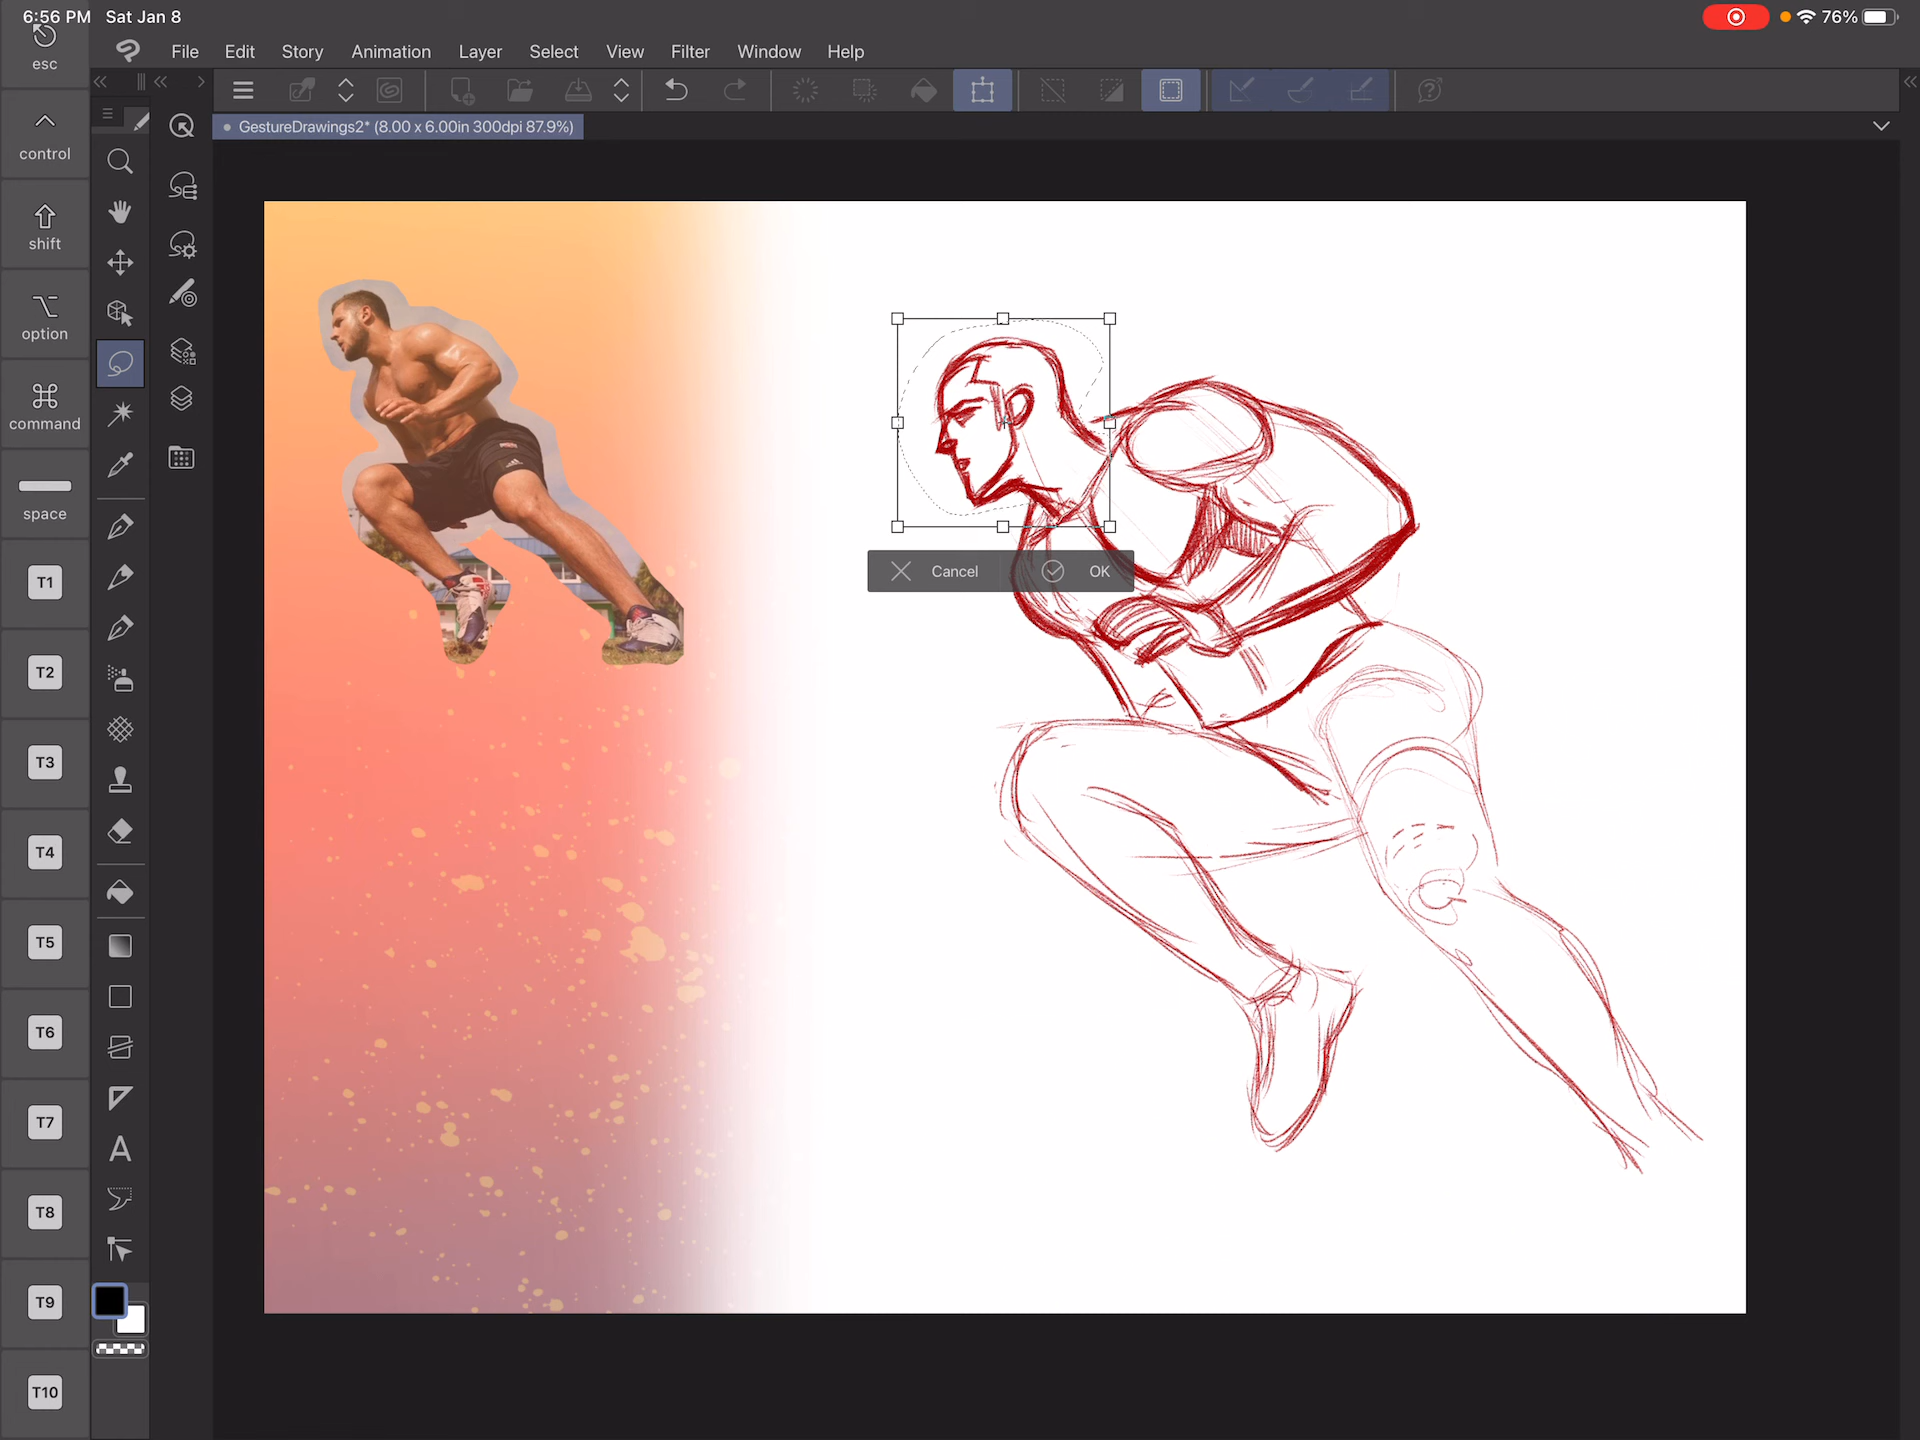 6:56 PM Sat Jan 8
76%
esc
control
shift
option
command
space
T1
T2
T3
T4
T5
T6
T7
T8
T9
T10
File Edit Story Animation Layer Select View Filter Window Help
GestureDrawings2* (8.00 x 6.00in 300dpi 87.9%)
Cancel OK
A